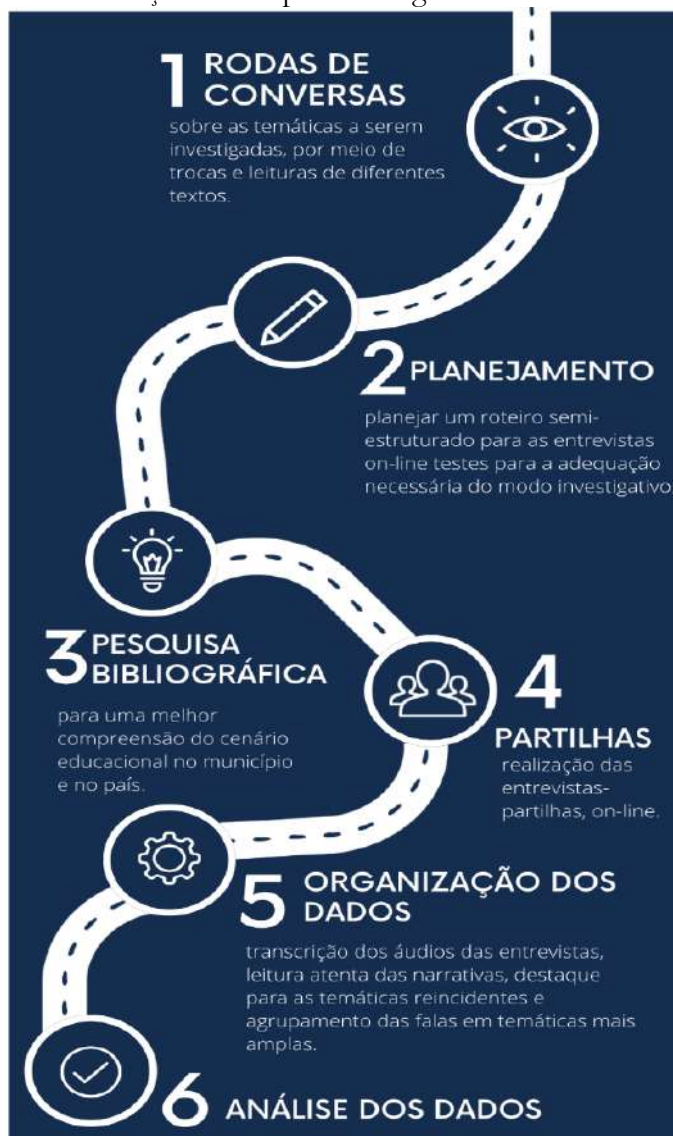 1 RODAS DE
CONVERSAS
sobre as temáticas a serem
investigadas, por meio de
trocas e leituras de diferentes
textos.
2 PLANEJAMENTO
planejar um roteiro semi-
estruturado para as entrevistas
on-line testes para a adequação
necessária do modo investigativo
3 PESQUISA
BIBLIOGRÁFICA
para uma melhor
compreensão do cenário
educacional no município
e no país.
4
PARTILHAS
realização das
entrevistas-
partilhas, on-line.
5 ORGANIZAÇÃO DOS
DADOS
transcrição dos áudios das entrevistas,
leitura atenta das narrativas, destaque
para as temáticas reincidentes e
agrupamento das falas em temáticas mais
amplas.
6 ANÁLISE DOS DADOS